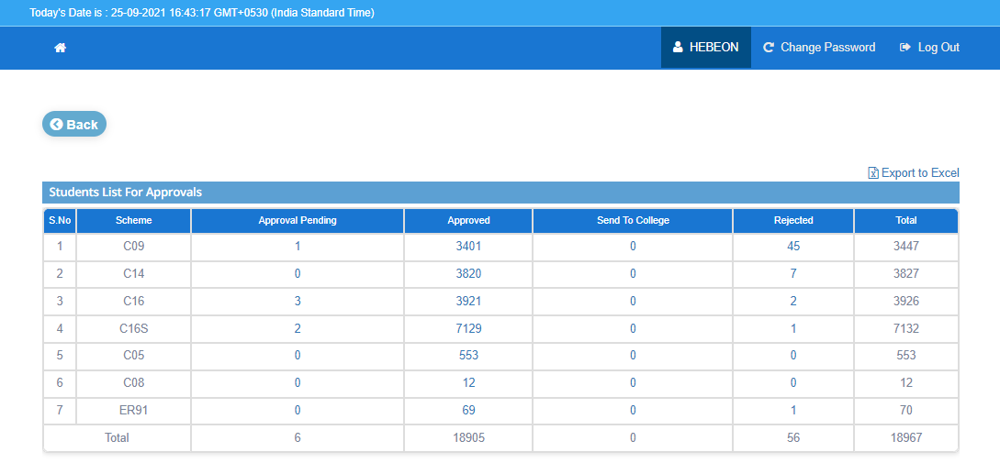 Today's Date is : 25-09-2021 16:43:17 GMT+0530 (India Standard Time)
HEBEON Change Password Log Out
Back
Export to Excel
Students List For Approvals
S.No Scheme Approval Pending Approved Send To College Rejected Total
1 C09 1 3401 0 45 3447
2 C14 0 3820 0 7 3827
3 C16 3 3921 0 2 3926
4 C16S 2 7129 0 1 7132
5 C05 0 553 0 0 553
6 C08 0 12 0 0 12
7 ER91 0 69 0 1 70
Total 6 18905 0 56 18967